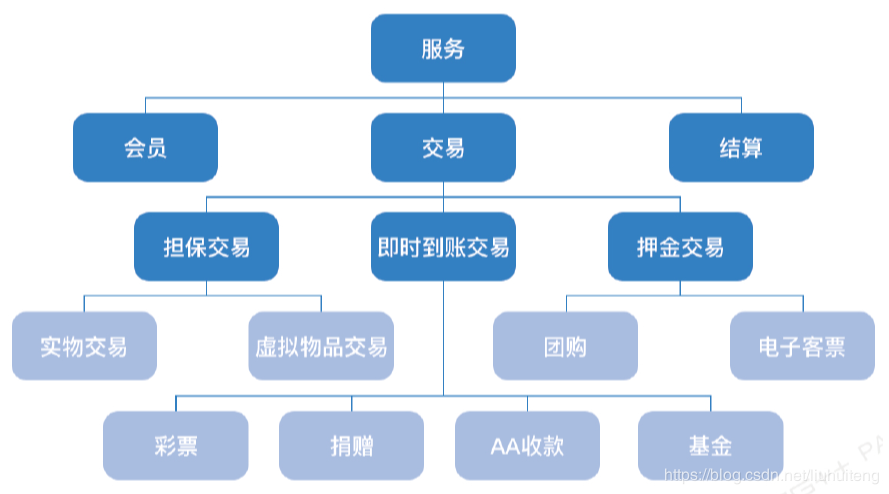 服务
会员
交易
结算
担保交易
即时到账交易
押金交易
实物交易
虚拟物品交易
团购
电子客票
彩票
捐赠
AA收款
基金
https://blog.csdn.net/liuhuiteng